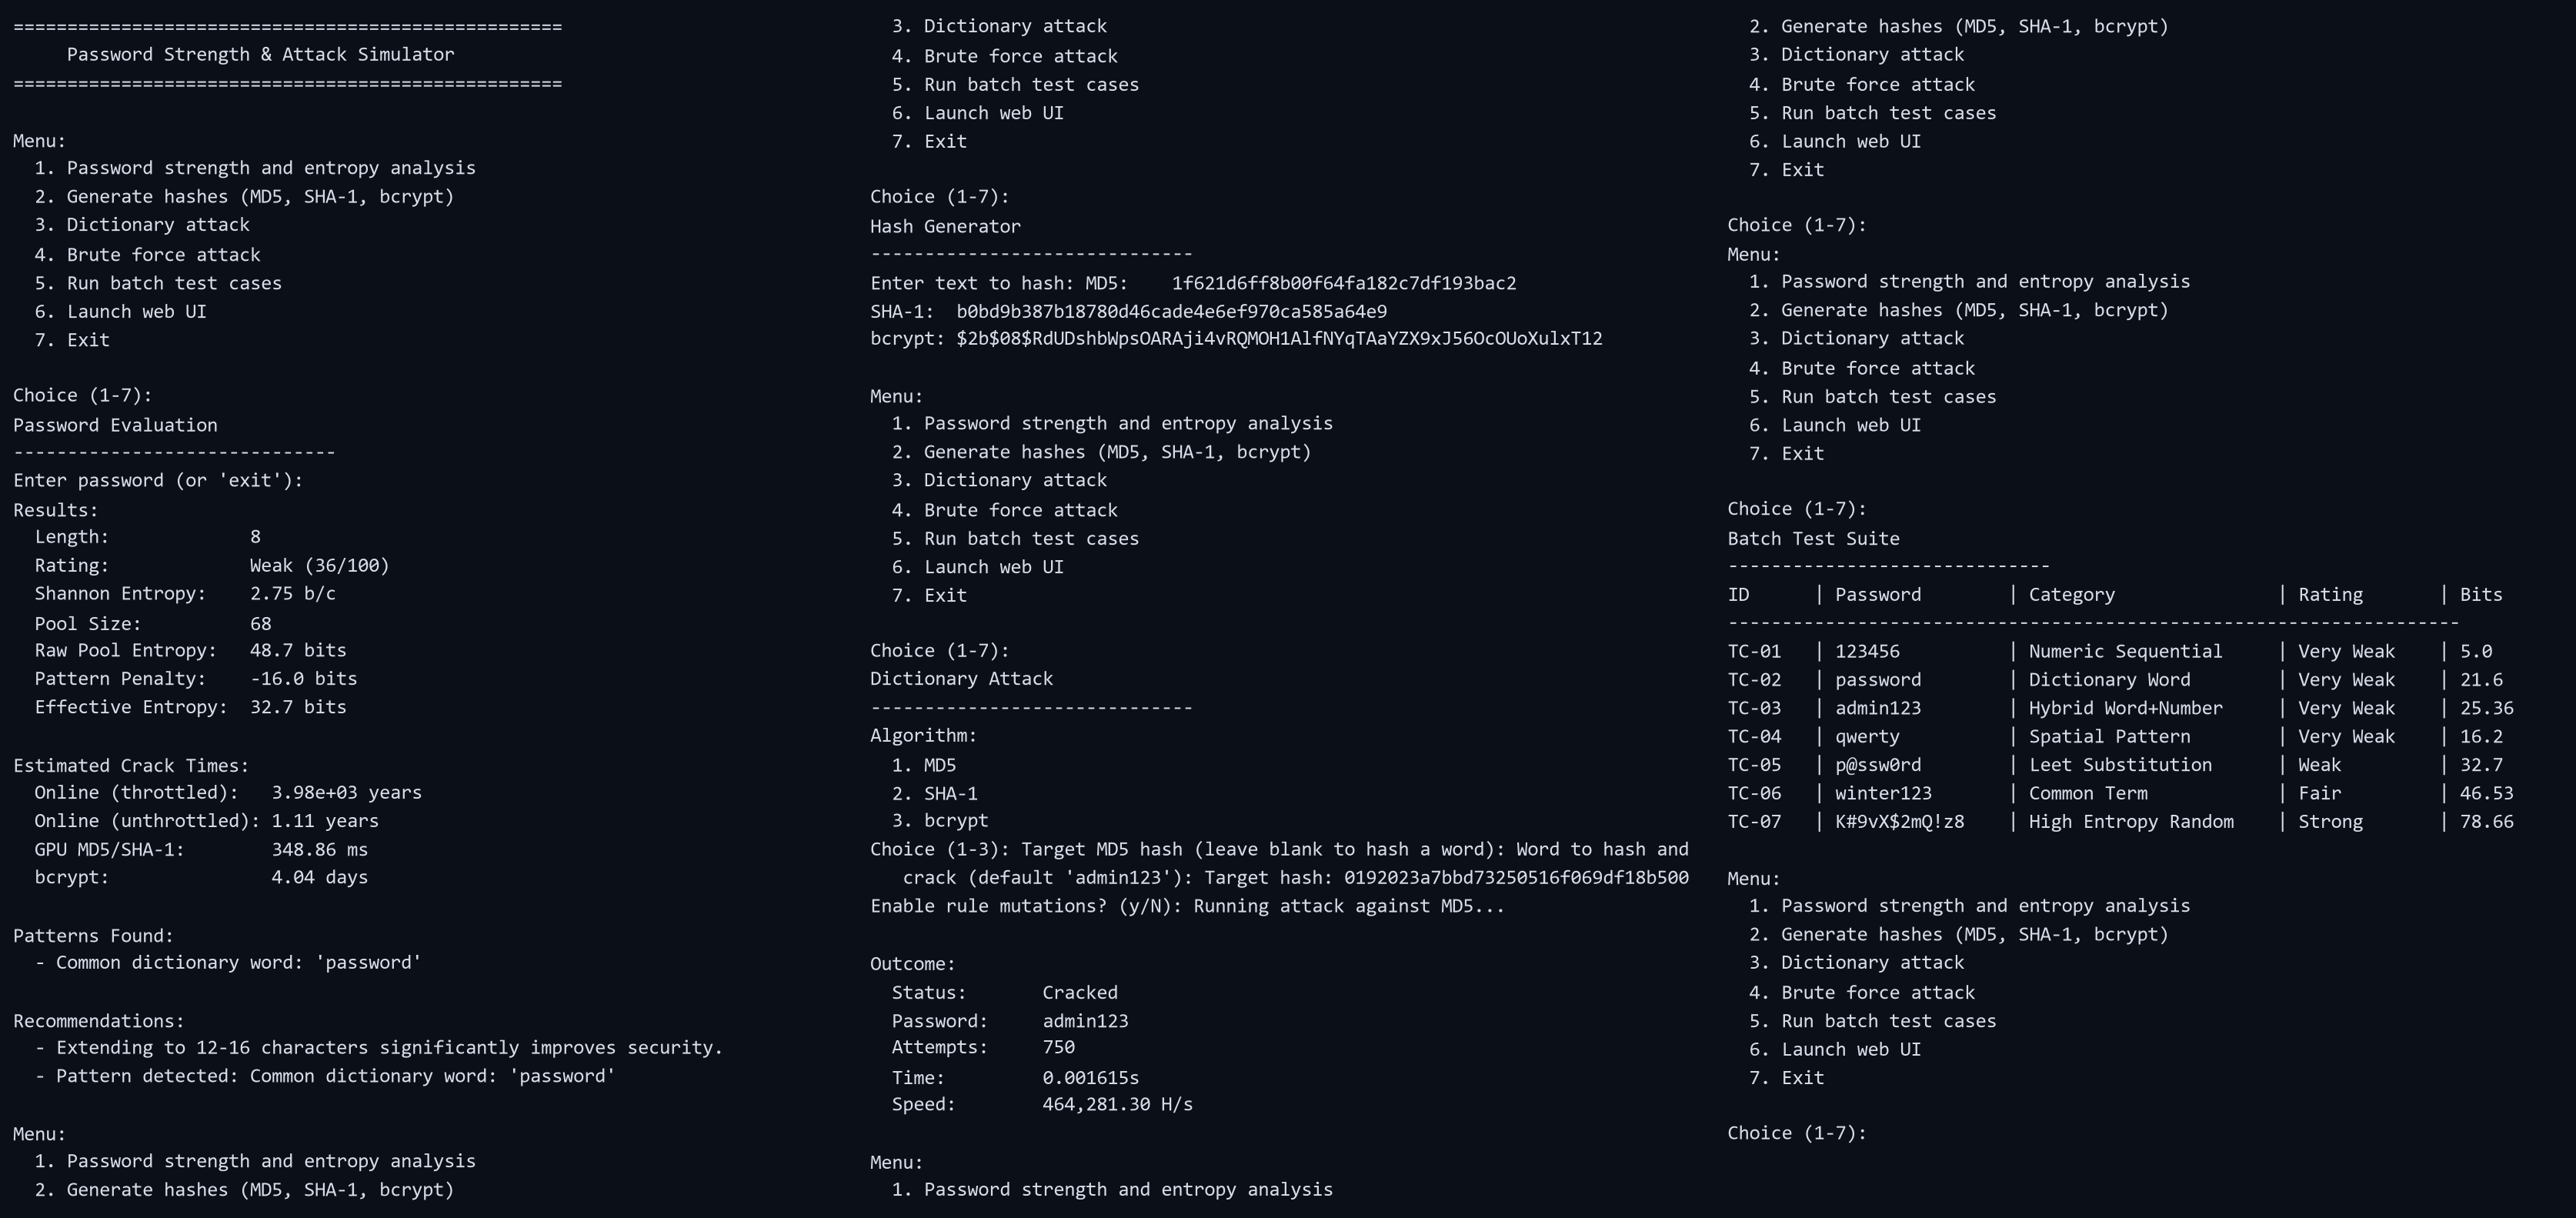 ===================================================
     Password Strength & Attack Simulator
===================================================

Menu:
  1. Password strength and entropy analysis
  2. Generate hashes (MD5, SHA-1, bcrypt)
  3. Dictionary attack
  4. Brute force attack
  5. Run batch test cases
  6. Launch web UI
  7. Exit

Choice (1-7):
Password Evaluation
------------------------------
Enter password (or 'exit'):
Results:
  Length:             8
  Rating:             Weak (36/100)
  Shannon Entropy:    2.75 b/c
  Pool Size:          68
  Raw Pool Entropy:   48.7 bits
  Pattern Penalty:    -16.0 bits
  Effective Entropy:  32.7 bits

Estimated Crack Times:
  Online (throttled):   3.98e+03 years
  Online (unthrottled): 1.11 years
  GPU MD5/SHA-1:        348.86 ms
  bcrypt:               4.04 days

Patterns Found:
  - Common dictionary word: 'password'

Recommendations:
  - Extending to 12-16 characters significantly improves security.
  - Pattern detected: Common dictionary word: 'password'

Menu:
  1. Password strength and entropy analysis
  2. Generate hashes (MD5, SHA-1, bcrypt)
  3. Dictionary attack
  4. Brute force attack
  5. Run batch test cases
  6. Launch web UI
  7. Exit

Choice (1-7):
Hash Generator
------------------------------
Enter text to hash: MD5:    1f621d6ff8b00f64fa182c7df193bac2
SHA-1:  b0bd9b387b18780d46cade4e6ef970ca585a64e9
bcrypt: $2b$08$RdUDshbWpsOARAji4vRQMOH1AlfNYqTAaYZX9xJ56OcOUoXulxT12

Menu:
  1. Password strength and entropy analysis
  2. Generate hashes (MD5, SHA-1, bcrypt)
  3. Dictionary attack
  4. Brute force attack
  5. Run batch test cases
  6. Launch web UI
  7. Exit

Choice (1-7):
Dictionary Attack
------------------------------
Algorithm:
  1. MD5
  2. SHA-1
  3. bcrypt
Choice (1-3): Target MD5 hash (leave blank to hash a word): Word to hash and
   crack (default 'admin123'): Target hash: 0192023a7bbd73250516f069df18b500
Enable rule mutations? (y/N): Running attack against MD5...

Outcome:
  Status:       Cracked
  Password:     admin123
  Attempts:     750
  Time:         0.001615s
  Speed:        464,281.30 H/s

Menu:
  1. Password strength and entropy analysis
  2. Generate hashes (MD5, SHA-1, bcrypt)
  3. Dictionary attack
  4. Brute force attack
  5. Run batch test cases
  6. Launch web UI
  7. Exit

Choice (1-7):
Menu:
  1. Password strength and entropy analysis
  2. Generate hashes (MD5, SHA-1, bcrypt)
  3. Dictionary attack
  4. Brute force attack
  5. Run batch test cases
  6. Launch web UI
  7. Exit

Choice (1-7):
Batch Test Suite
------------------------------
ID      | Password        | Category               | Rating       | Bits
--------------------------------------------------------------------
TC-01   | 123456          | Numeric Sequential     | Very Weak    | 5.0
TC-02   | password        | Dictionary Word        | Very Weak    | 21.6
TC-03   | admin123        | Hybrid Word+Number     | Very Weak    | 25.36
TC-04   | qwerty          | Spatial Pattern        | Very Weak    | 16.2
TC-05   | p@ssw0rd        | Leet Substitution      | Weak         | 32.7
TC-06   | winter123       | Common Term            | Fair         | 46.53
TC-07   | K#9vX$2mQ!z8    | High Entropy Random    | Strong       | 78.66

Menu:
  1. Password strength and entropy analysis
  2. Generate hashes (MD5, SHA-1, bcrypt)
  3. Dictionary attack
  4. Brute force attack
  5. Run batch test cases
  6. Launch web UI
  7. Exit

Choice (1-7):